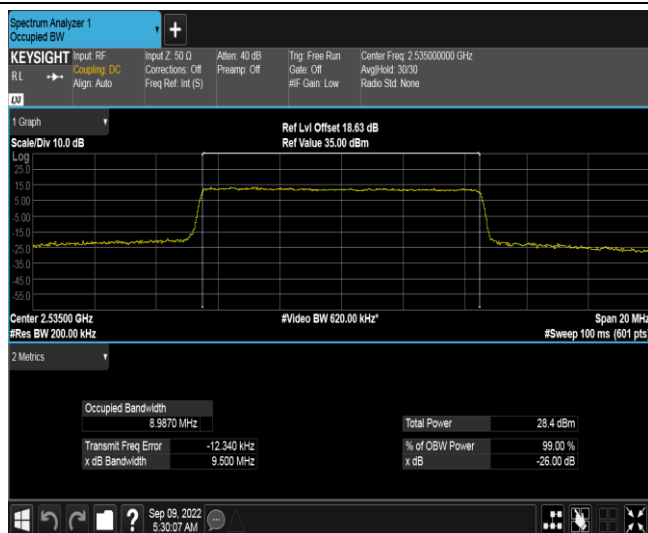 Spectrum Analyzer 1
Occupied BW
+
KEYSIGHT
RL
LXI
Input: RF
Coupling: DC
Align: Auto
Input Z: 50 Ω
Corrections: Off
Freq Ref: Int (S)
Atten: 40 dB
Preamp: Off
Trig: Free Run
Gate: Off
#IF Gain: Low
Center Freq: 2.535000000 GHz
Avg|Hold: 30/30
Radio Std: None
1 Graph
Scale/Div 10.0 dB
Ref Lvl Offset 18.63 dB
Ref Value 35.00 dBm
Log
25.0
15.0
5.00
-5.00
-15.0
-25.0
-35.0
-45.0
-55.0
Center 2.53500 GHz
#Video BW 620.00 kHz*
Span 20 MHz
#Res BW 200.00 kHz
#Sweep 100 ms (601 pts
2 Metrics
Occupied Bandwidth
8.9870 MHz
Total Power 28.4 dBm
Transmit Freq Error -12.340 kHz
% of OBW Power 99.00 %
x dB Bandwidth 9.500 MHz
x dB -26.00 dB
?
Sep 09, 2022
5:30:07 AM